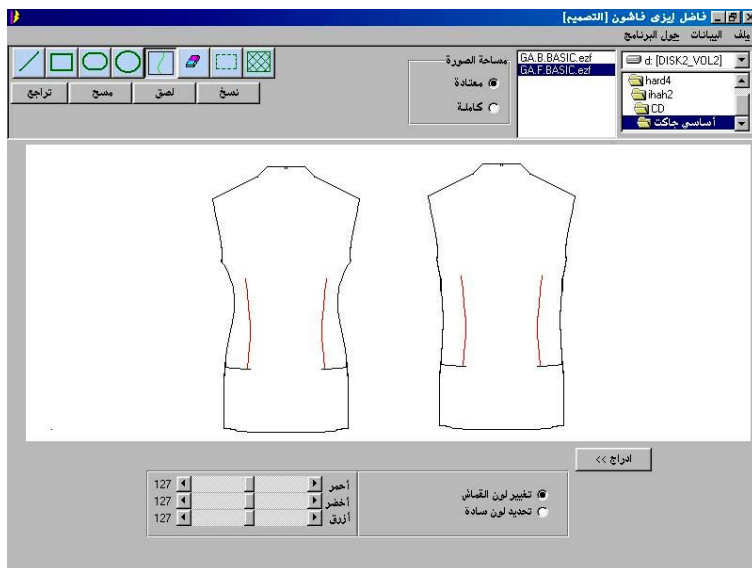 فاضل إيزى فاشون [التصميم]
ملف البيانات حول البرنامج
d: [DISK2_VOL2]
hard4
ihah2
CD
أساسي جاكت
GA.B.BASIC.ezf
GA.F.BASIC.ezf
مساحة الصورة
معتادة
كاملة
نسخ
لصق
مسح
تراجع
ادراج >>
تغيير لون القماش
تحديد لون سادة
أحمر 127
أخضر 127
أزرق 127